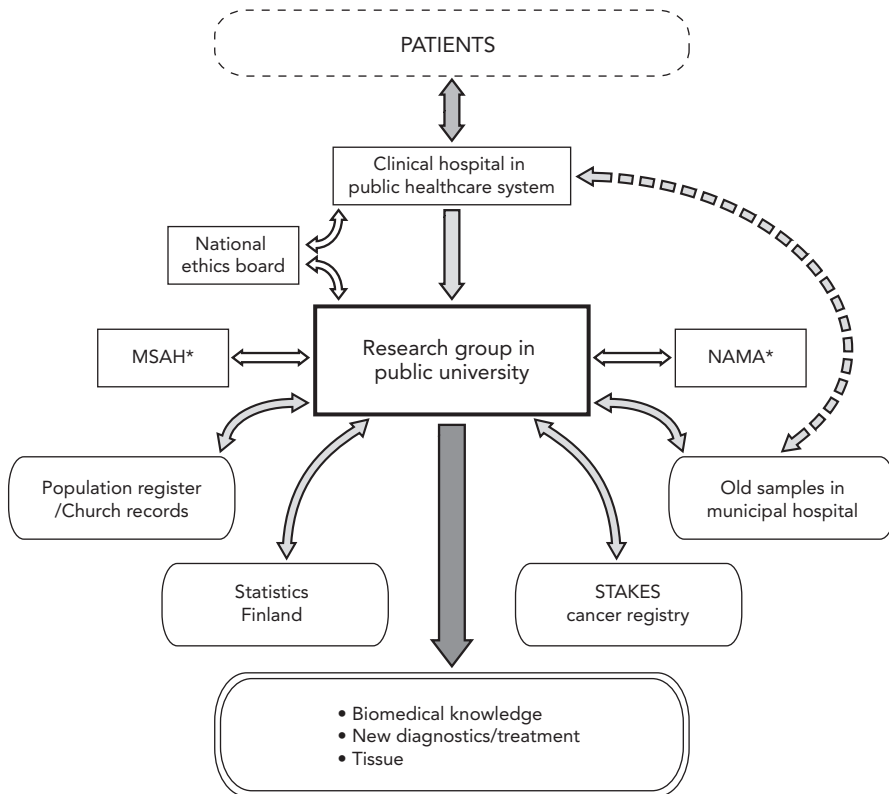 PATIENTS
Clinical hospital in
public healthcare system
National
ethics board
MSAH*
Research group in
public university
NAMA*
Population register
/Church records
Old samples in
municipal hospital
Statistics
Finland
STAKES
cancer registry
• Biomedical knowledge
• New diagnostics/treatment
• Tissue